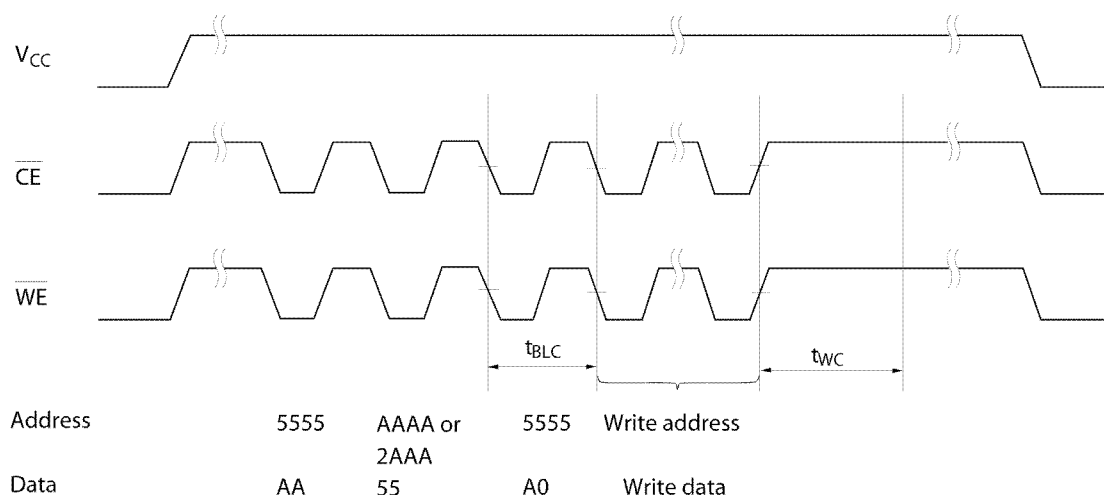 VCC
CE
WE
tBLC
tWC
Address 5555 AAAA or 5555 Write address
2AAA
Data AA 55 A0 Write data